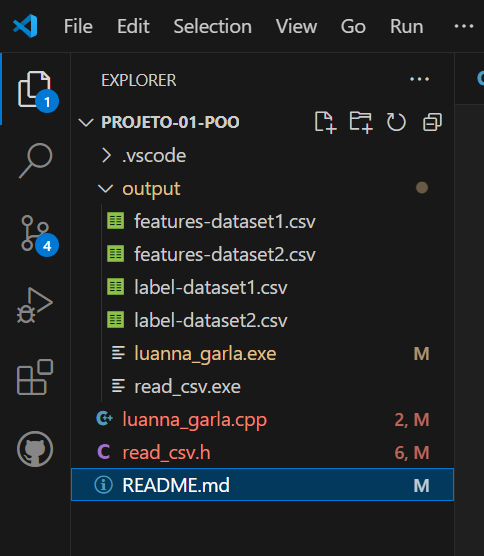 File Edit Selection View Go Run ···
EXPLORER ···
1
PROJETO-01-POO
.vscode
output
features-dataset1.csv
features-dataset2.csv
4
label-dataset1.csv
label-dataset2.csv
luanna_garla.exe M
read_csv.exe
luanna_garla.cpp 2, M
C read_csv.h 6, M
README.md M